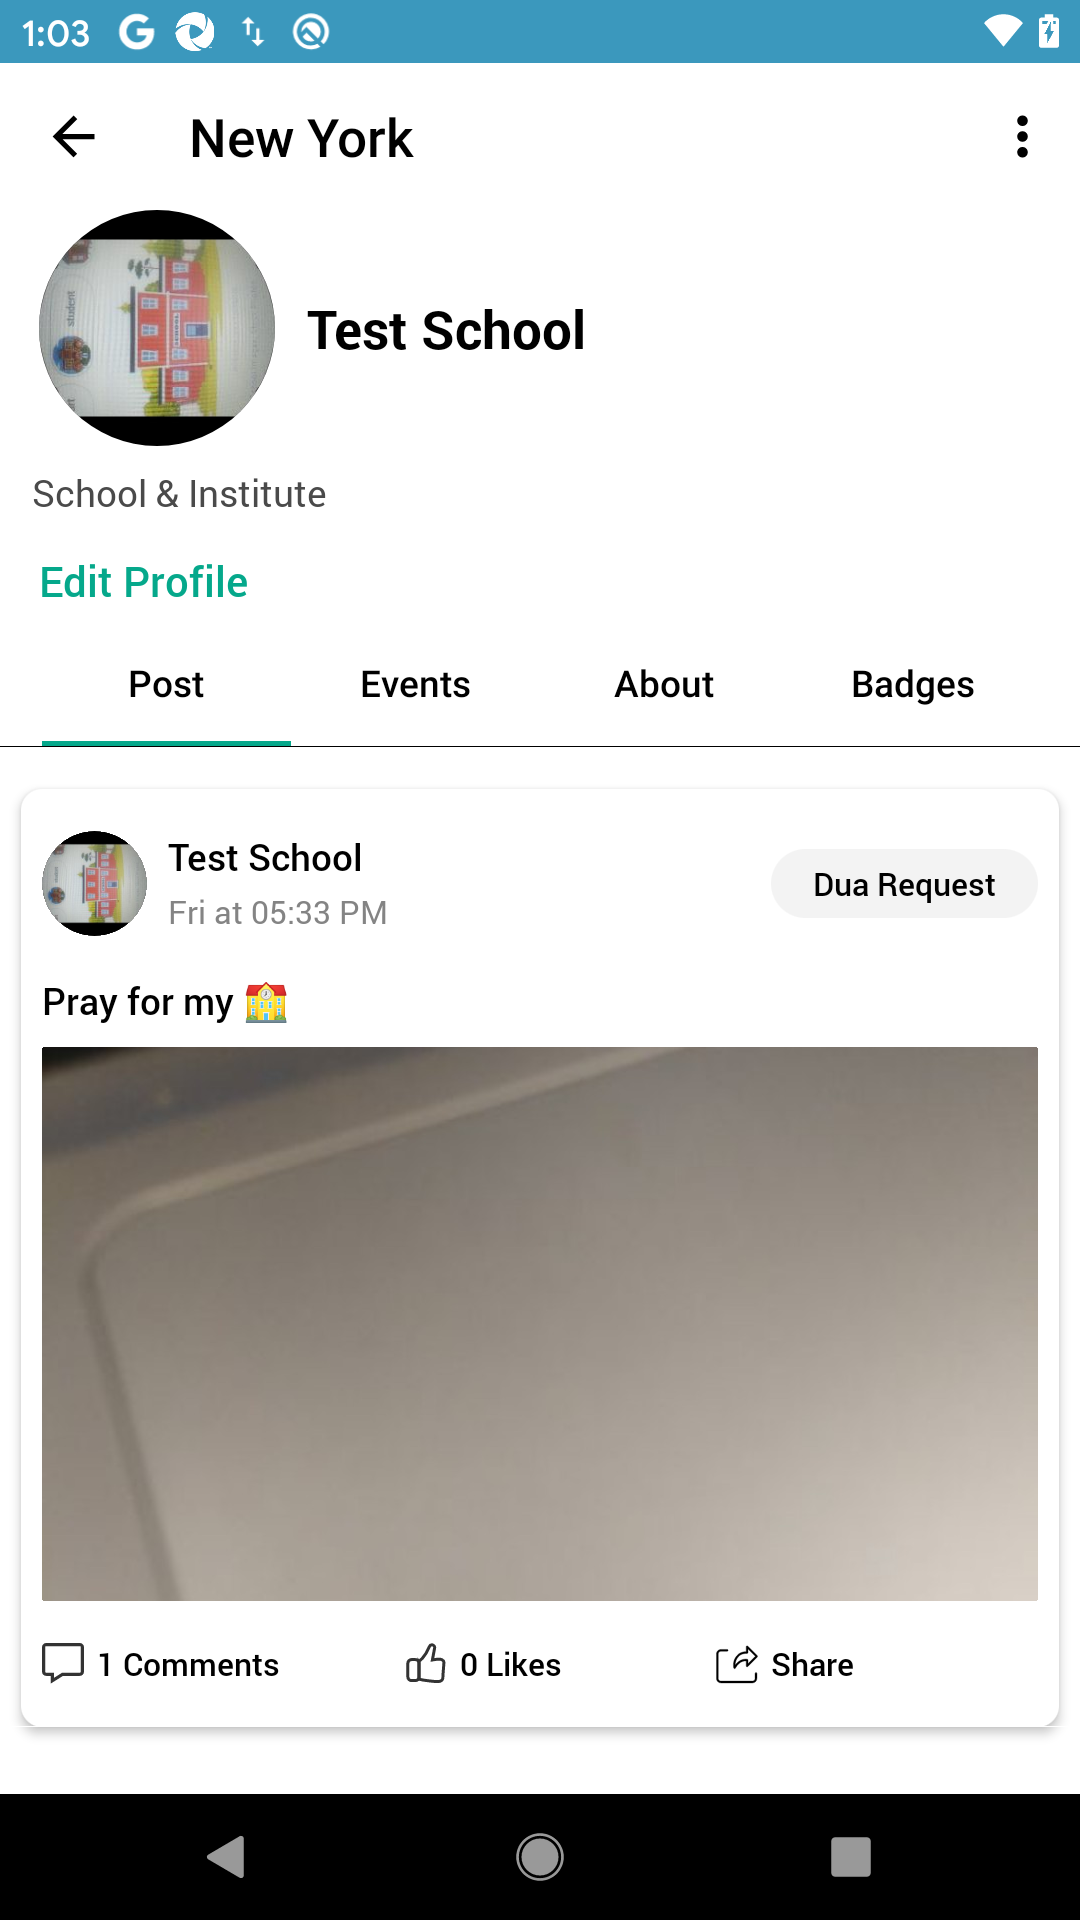 1:03
New York
Test School
School & Institute
Edit Profile
Post Events About Badges
Test School
Fri at 05:33 PM
Dua Request
Pray for my 🏫
1 Comments 0 Likes Share